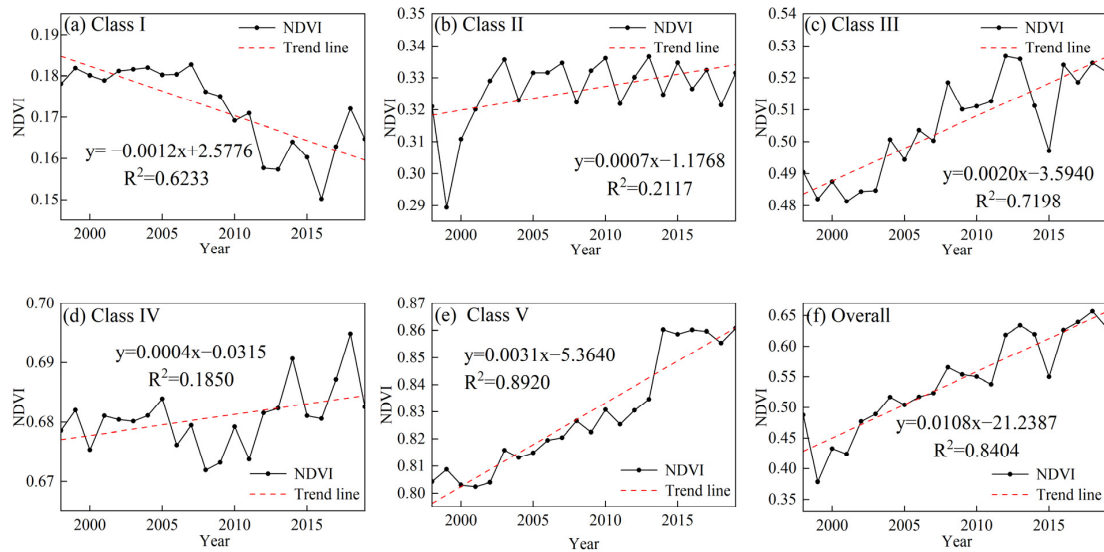 (a) Class I
NDVI
Trend line
0.19
0.18
0.17
0.16
0.15
NDVI
y= −0.0012x+2.5776
R²=0.6233
2000
2005
2010
2015
Year
(b) Class II
NDVI
Trend line
0.35
0.34
0.33
0.32
0.31
0.30
0.29
NDVI
y=0.0007x−1.1768
R²=0.2117
2000
2005
2010
2015
Year
(c) Class III
NDVI
Trend line
0.54
0.53
0.52
0.51
0.50
0.49
0.48
NDVI
y=0.0020x−3.5940
R²=0.7198
2000
2005
2010
2015
Year
(d) Class IV
0.70
0.69
0.68
0.67
NDVI
y=0.0004x−0.0315
R²=0.1850
NDVI
Trend line
2000
2005
2010
2015
Year
(e) Class V
0.87
0.86
0.85
0.84
0.83
0.82
0.81
0.80
NDVI
y=0.0031x−5.3640
R²=0.8920
NDVI
Trend line
2000
2005
2010
2015
Year
(f) Overall
0.65
0.60
0.55
0.50
0.45
0.40
0.35
NDVI
y=0.0108x−21.2387
R²=0.8404
NDVI
Trend line
2000
2005
2010
2015
Year